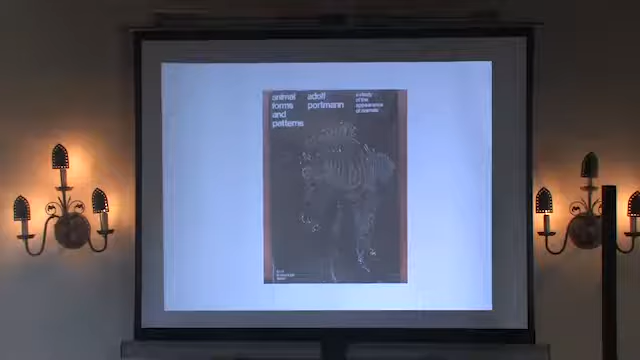 animal
forms
and
patterns
adolf
portmann
a study
of the
appearance
of animals